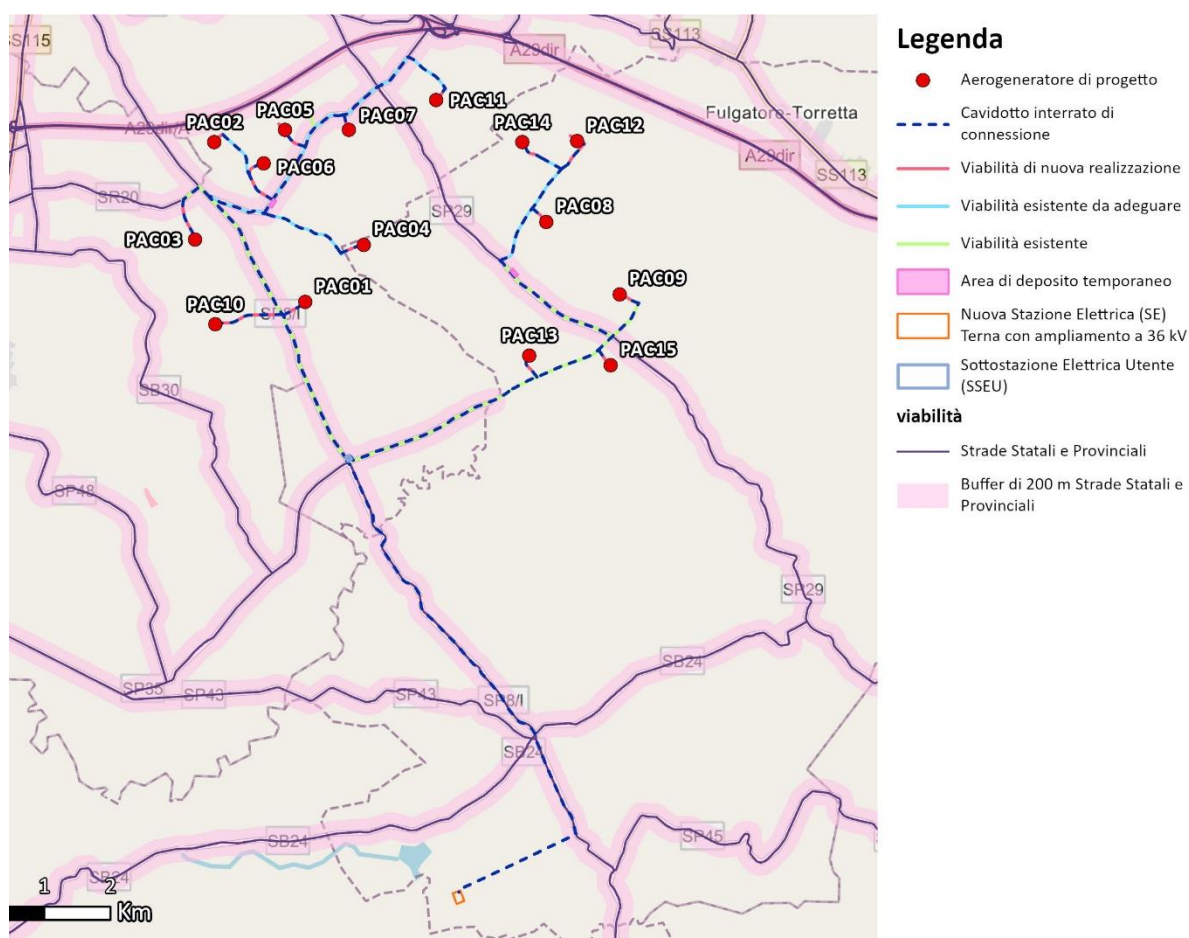 SS115
A29dir
SS113
Fulgatore-Torretta
PAC11
PAC05
PAC07
PAC02
A29dir/A
PAC14
PAC12
PAC06
A29dir
SS113
SR20
SP29
PAC08
PAC03
PAC04
PAC09
PAC01
PAC10
SP8/I
PAC13
PAC15
SB30
SP48
SP29
SB24
SP35
SP43
SP43
SP8/I
SB24
SB24
SP45
SB24
1 2
Km
Legenda
Aerogeneratore di progetto
Cavidotto interrato di
connessione
Viabilità di nuova realizzazione
Viabilità esistente da adeguare
Viabilità esistente
Area di deposito temporaneo
Nuova Stazione Elettrica (SE)
Terna con ampliamento a 36 kV
Sottostazione Elettrica Utente
(SSEU)
viabilità
Strade Statali e Provinciali
Buffer di 200 m Strade Statali e
Provinciali